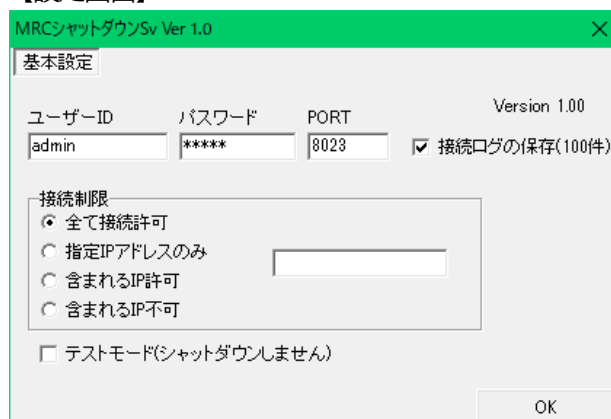 MRCシャットダウンSv Ver 1.0
基本設定
Version 1.00
ユーザーID パスワード PORT
admin ***** 8023 接続ログの保存(100件)
接続制限
全て接続許可
指定IPアドレスのみ
含まれるIP許可
含まれるIP不可
テストモード(シャットダウンしません)
OK